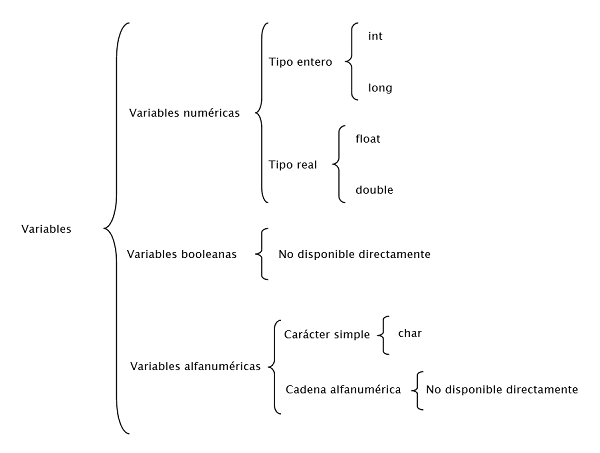 Variables
Variables numéricas
Tipo entero
int
long
Tipo real
float
double
Variables booleanas
No disponible directamente
Variables alfanuméricas
Carácter simple
char
Cadena alfanumérica
No disponible directamente